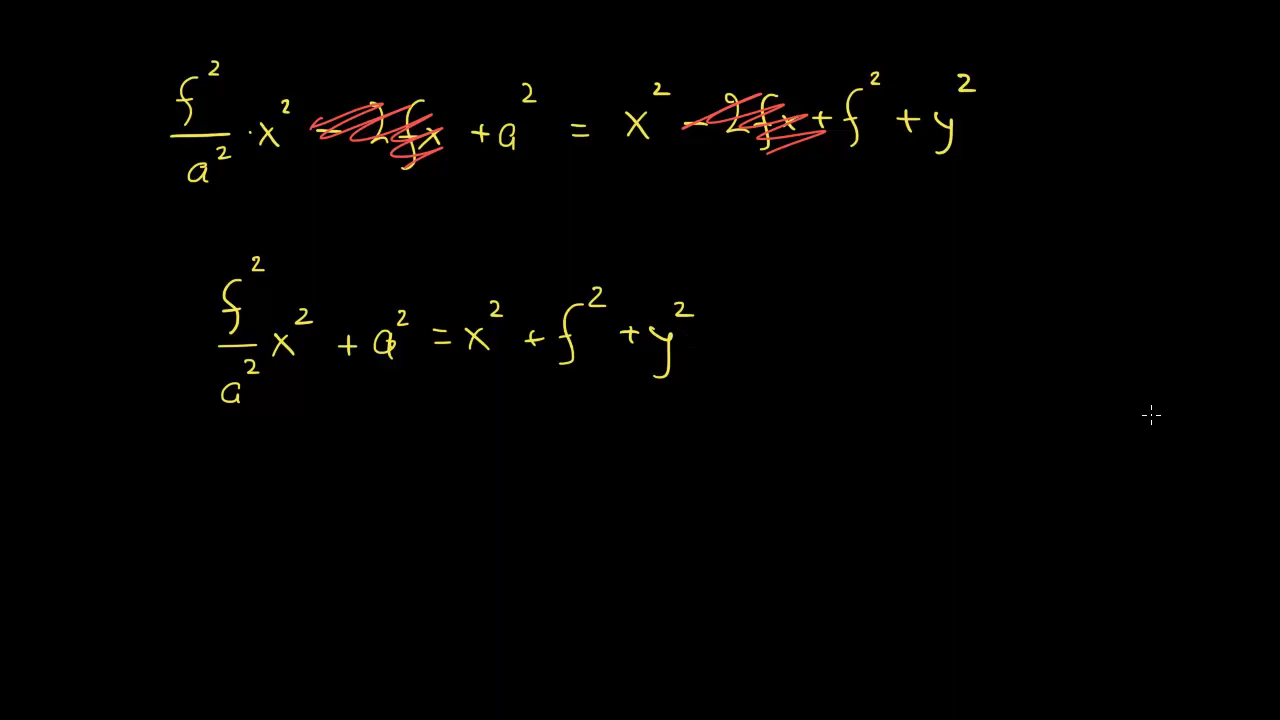 f²/a² · x² - 2fx + a² = x² - 2fx + f² + y²
f²/a² x² + a² = x² + f² + y²